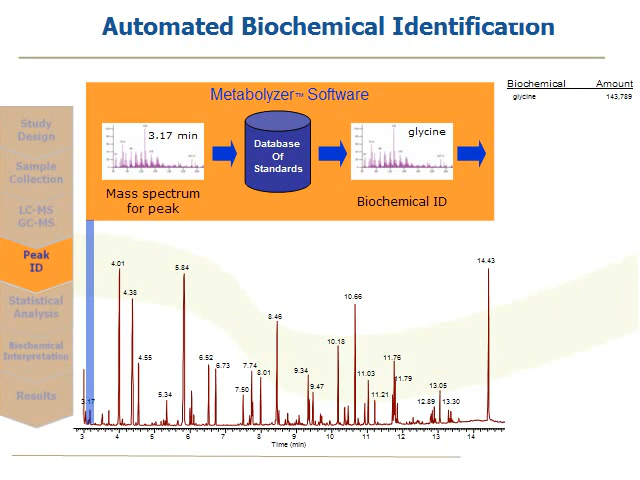 Automated Biochemical Identification
Metabolyzer™ Software
Biochemical Amount
glycine 143,789
3.17 min
Database
Of
Standards
glycine
Mass spectrum
for peak
Biochemical ID
Study
Design
Sample
Collection
LC-MS
GC-MS
Peak
ID
Statistical
Analysis
Biochemical
Interpretation
Results
3.17
4.01
4.38
4.55
5.34
5.84
6.52
6.73
7.50
7.74
8.01
8.46
9.34
9.47
10.18
10.66
11.03
11.21
11.76
11.79
12.89
13.05
13.30
14.43
3 4 5 6 7 8 9 10 11 12 13 14
Time (min)